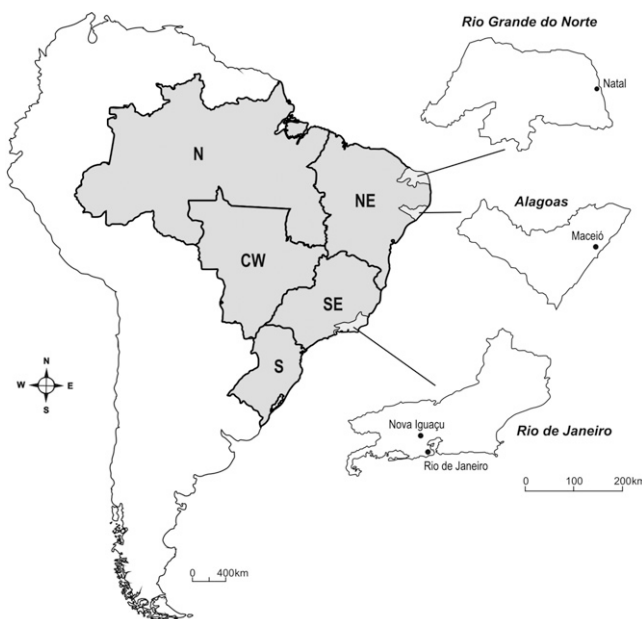 Rio Grande do Norte
Natal
N
NE
Alagoas
Maceió
CW
SE
S
N
W E
S
Nova Iguaçu
Rio de Janeiro
Rio de Janeiro
0 100 200km
0 400km